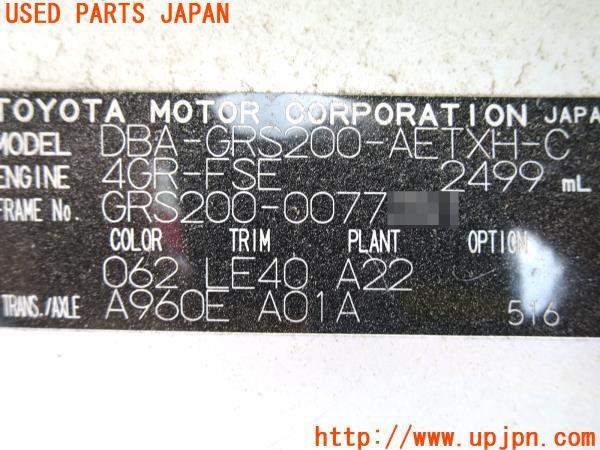 USED PARTS JAPAN
TOYOTA MOTOR CORPORATION JAPAN
MODEL DBA-GRS200-AETXH-C
ENGINE 4GR-FSE 2499 mL
FRAME No. GRS200-0077
COLOR TRIM PLANT OPTION
062 LE40 A22
TRANS./AXLE A960E A01A 516
http://www.upjpn.com